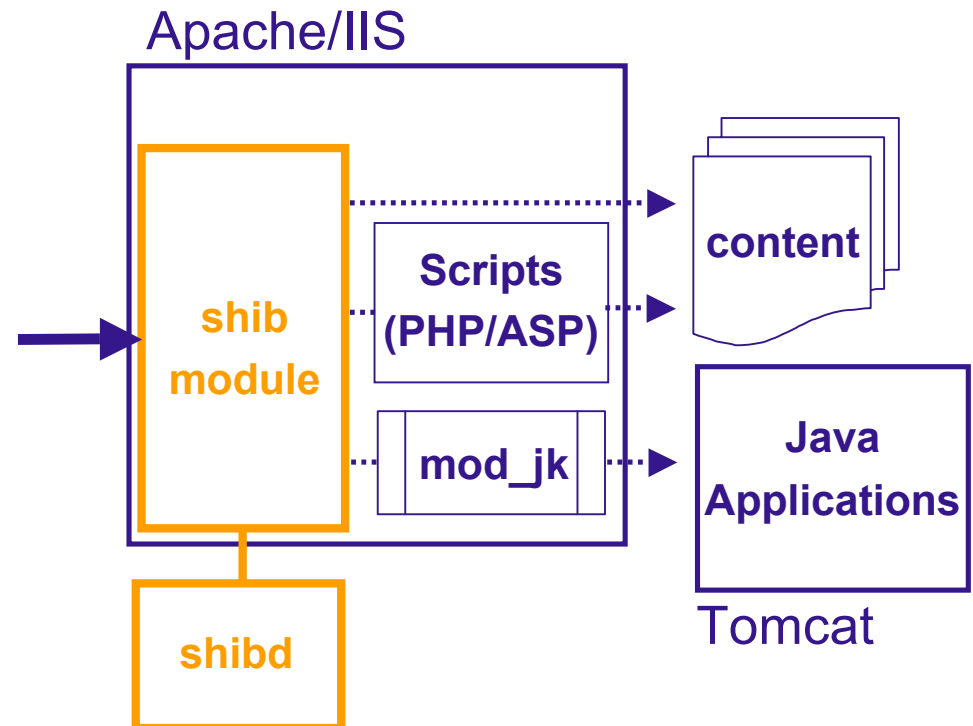 Apache/IIS
shib
module
Scripts
(PHP/ASP)
mod_jk
content
Java
Applications
Tomcat
shibd